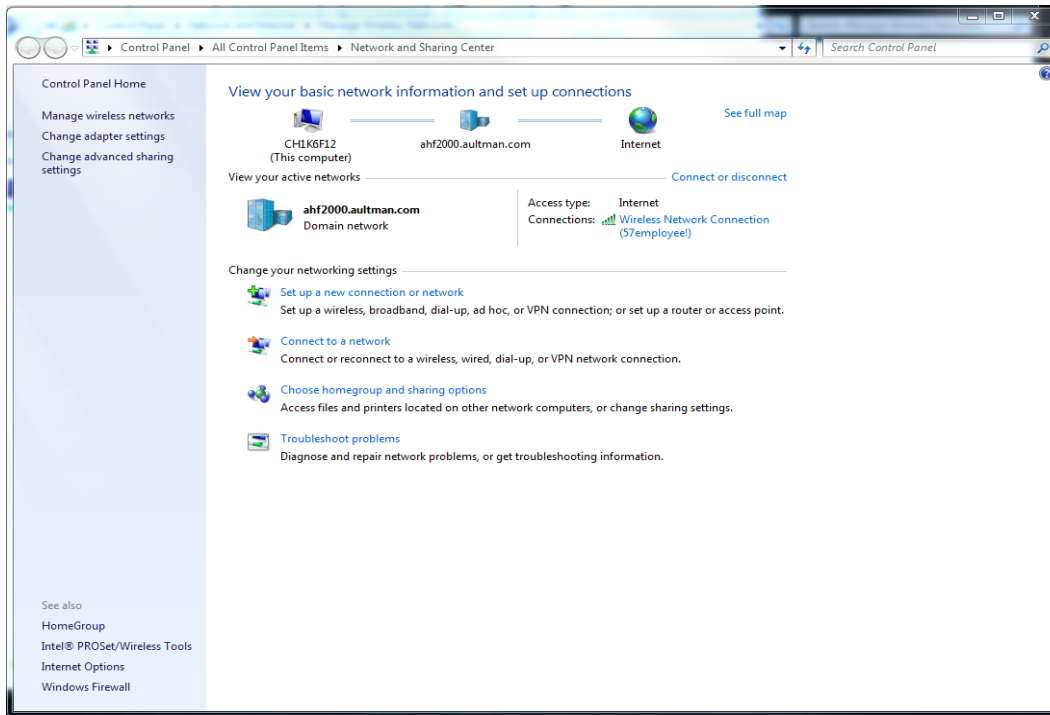 Control Panel ▸ All Control Panel Items ▸ Network and Sharing Center
Search Control Panel
Control Panel Home
Manage wireless networks
Change adapter settings
Change advanced sharing
settings
View your basic network information and set up connections
See full map
CH1K6F12
(This computer)
ahf2000.aultman.com
Internet
View your active networks
Connect or disconnect
ahf2000.aultman.com
Domain network
Access type: Internet
Connections: Wireless Network Connection
(57employee!)
Change your networking settings
Set up a new connection or network
Set up a wireless, broadband, dial-up, ad hoc, or VPN connection; or set up a router or access point.
Connect to a network
Connect or reconnect to a wireless, wired, dial-up, or VPN network connection.
Choose homegroup and sharing options
Access files and printers located on other network computers, or change sharing settings.
Troubleshoot problems
Diagnose and repair network problems, or get troubleshooting information.
See also
HomeGroup
Intel® PROSet/Wireless Tools
Internet Options
Windows Firewall